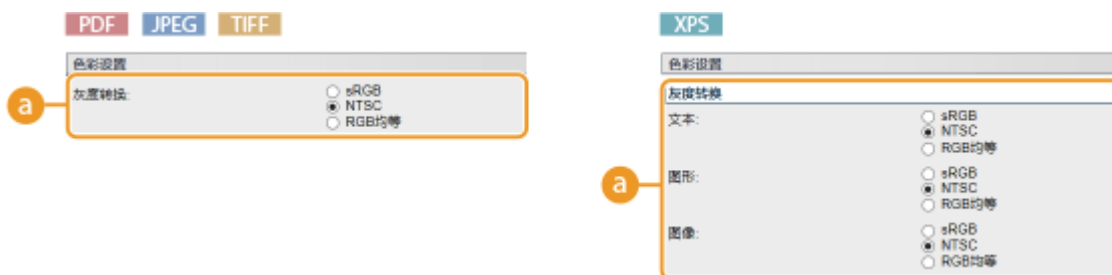 PDF JPEG TIFF
色彩设置
a
灰度转换:
sRGB
NTSC
RGB均等
XPS
色彩设置
a
灰度转换
文本:
sRGB
NTSC
RGB均等
图形:
sRGB
NTSC
RGB均等
图像:
sRGB
NTSC
RGB均等